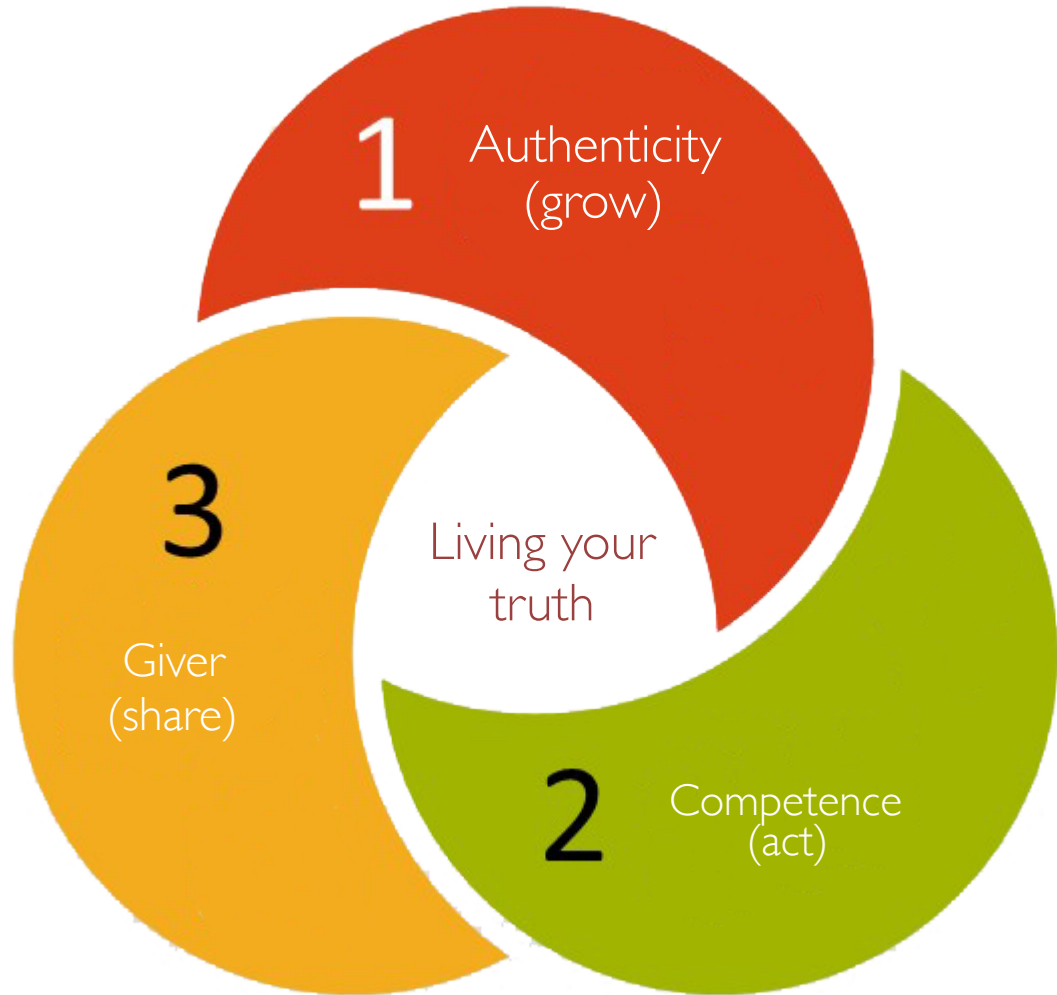 1
Authenticity
(grow)
3
Giver
(share)
Living your
truth
2
Competence
(act)